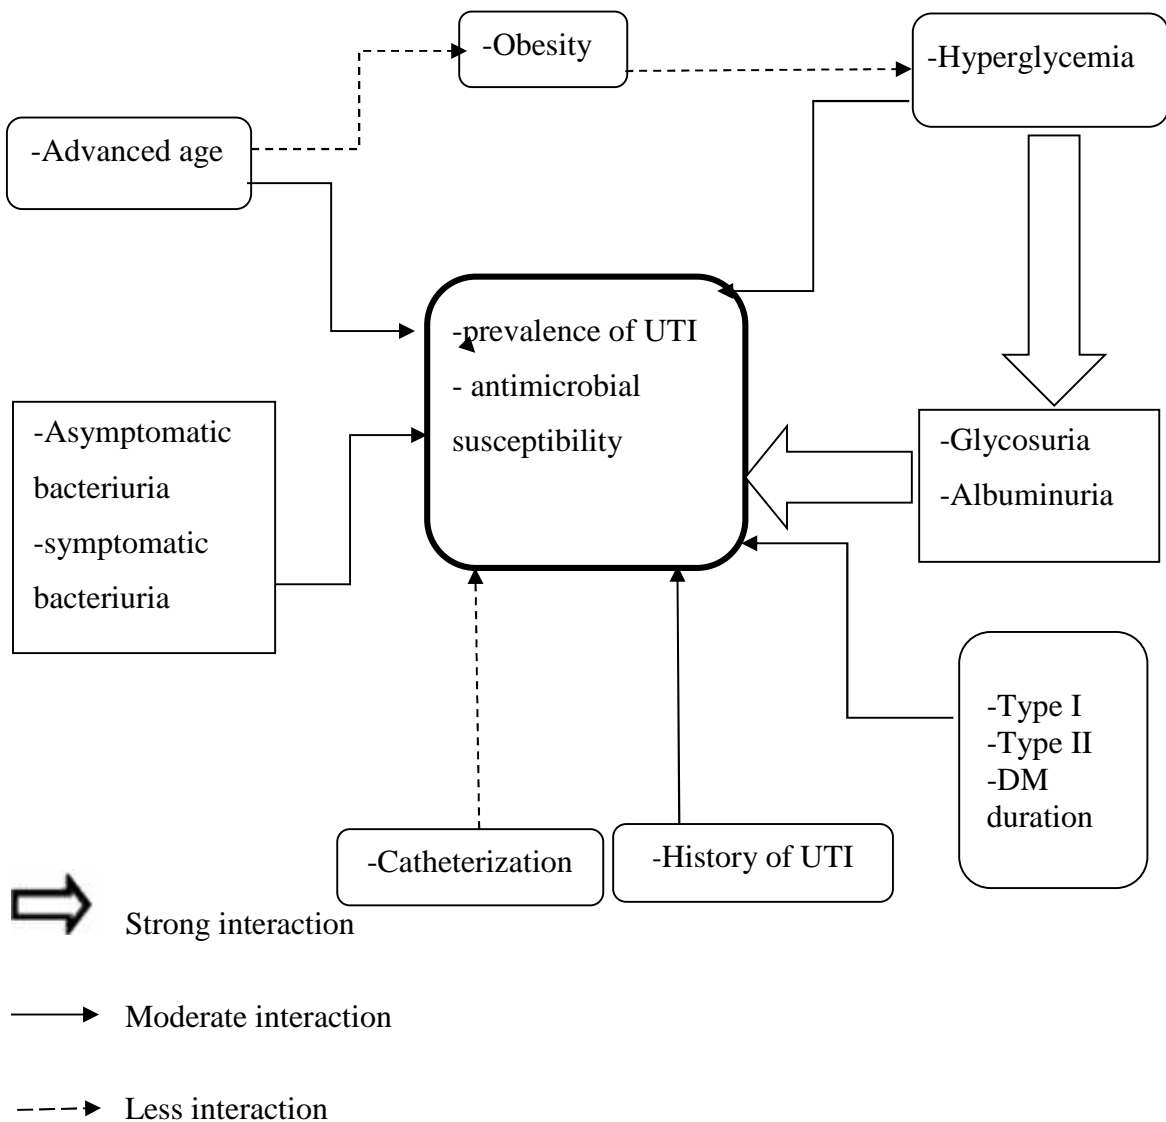 -Obesity
-Hyperglycemia
-Advanced age
-prevalence of UTI
- antimicrobial
susceptibility
-Asymptomatic
bacteriuria
-symptomatic
bacteriuria
-Glycosuria
-Albuminuria
-Type I
-Type II
-DM
duration
-Catheterization
-History of UTI
Strong interaction
Moderate interaction
Less interaction